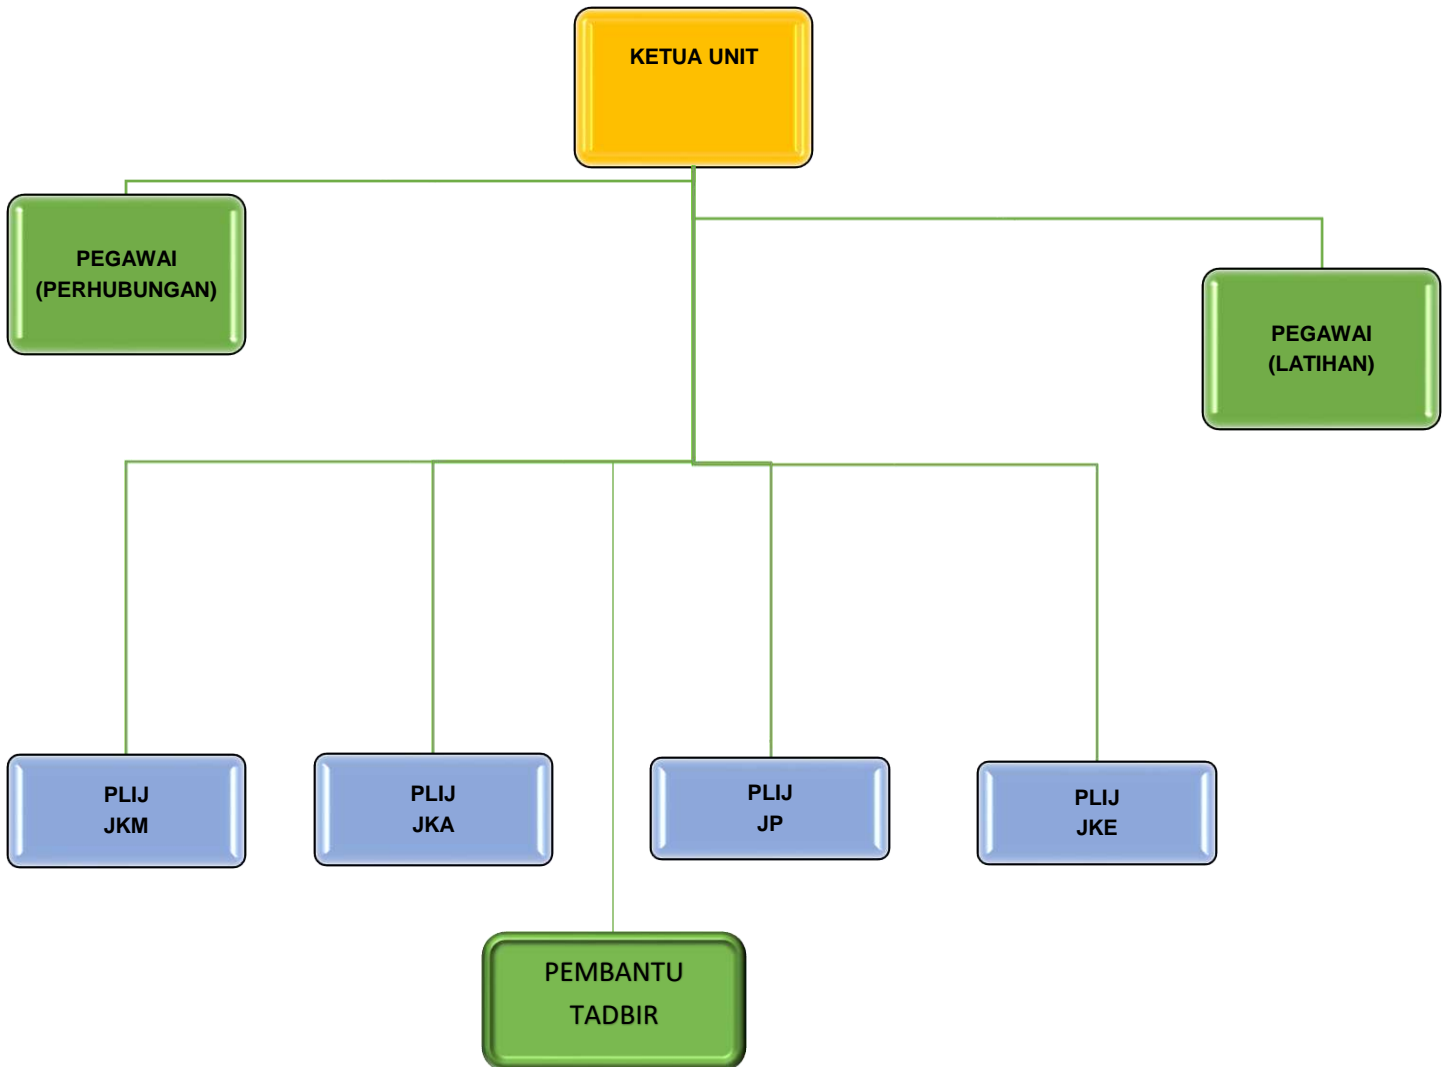 KETUA UNIT
PEGAWAI
(PERHUBUNGAN)
PEGAWAI
(LATIHAN)
PLIJ
JKM
PLIJ
JKA
PLIJ
JP
PLIJ
JKE
PEMBANTU
TADBIR